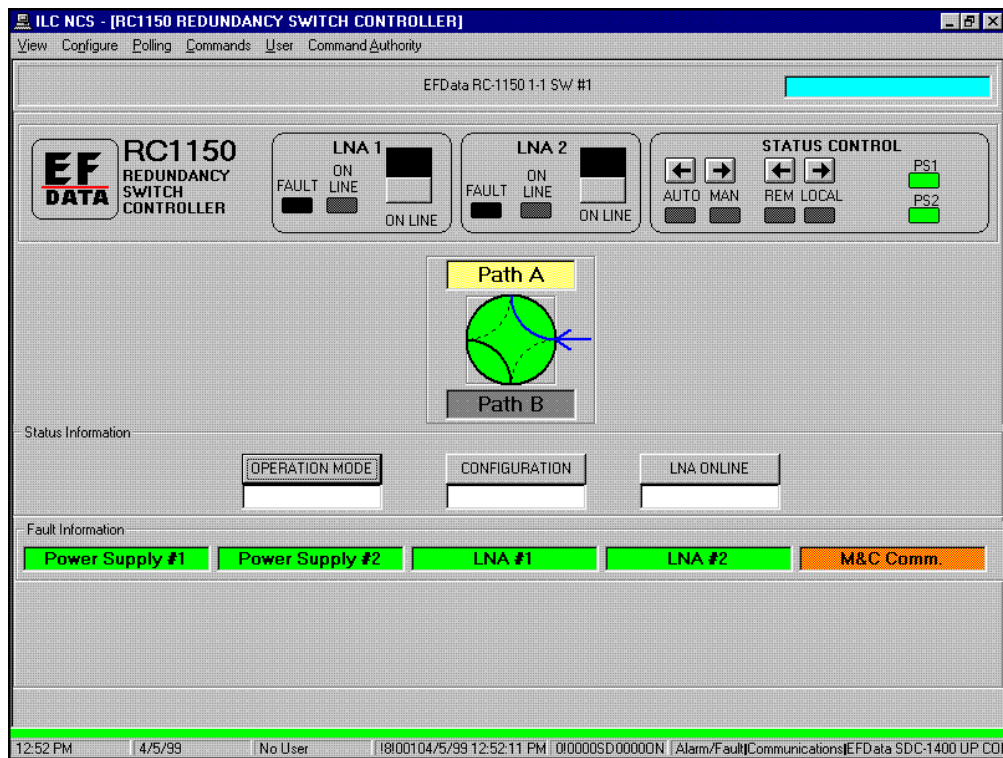 ILC NCS - [RC1150 REDUNDANCY SWITCH CONTROLLER]
View Configure Polling Commands User Command Authority
EFData RC-1150 1-1 SW #1
EF DATA
RC1150
REDUNDANCY
SWITCH
CONTROLLER
LNA 1
FAULT
ON LINE
ON LINE
LNA 2
FAULT
ON LINE
ON LINE
STATUS CONTROL
AUTO MAN REM LOCAL
PS1
PS2
Path A
Path B
Status Information
OPERATION MODE CONFIGURATION LNA ONLINE
Fault Information
Power Supply #1 Power Supply #2 LNA #1 LNA #2 M&C Comm.
12:52 PM 4/5/99 No User !8!00104/5/99 12:52:11 PM 0!0000SD0000ON Alarm/Fault Communications EFData SDC-1400 UP CO